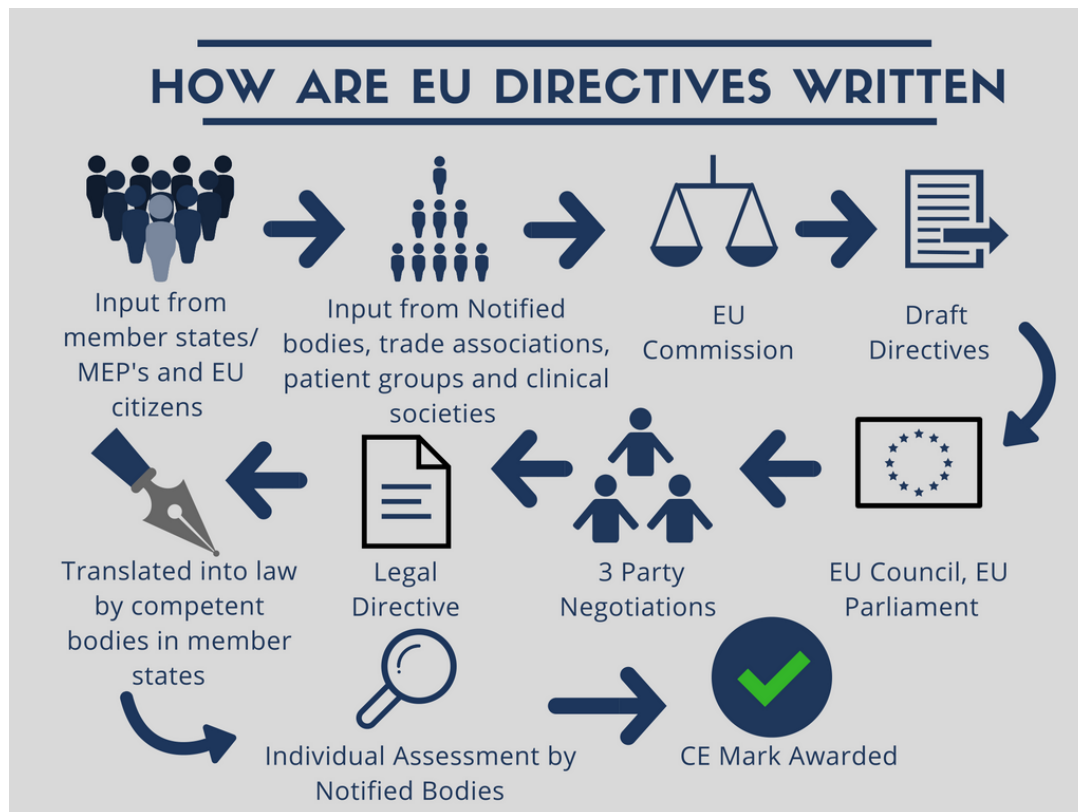 HOW ARE EU DIRECTIVES WRITTEN
Input from
member states/
MEP's and EU
citizens
Input from Notified
bodies, trade associations,
patient groups and clinical
societies
EU
Commission
Draft
Directives
EU Council, EU
Parliament
3 Party
Negotiations
Legal
Directive
Translated into law
by competent
bodies in member
states
Individual Assessment by
Notified Bodies
CE Mark Awarded